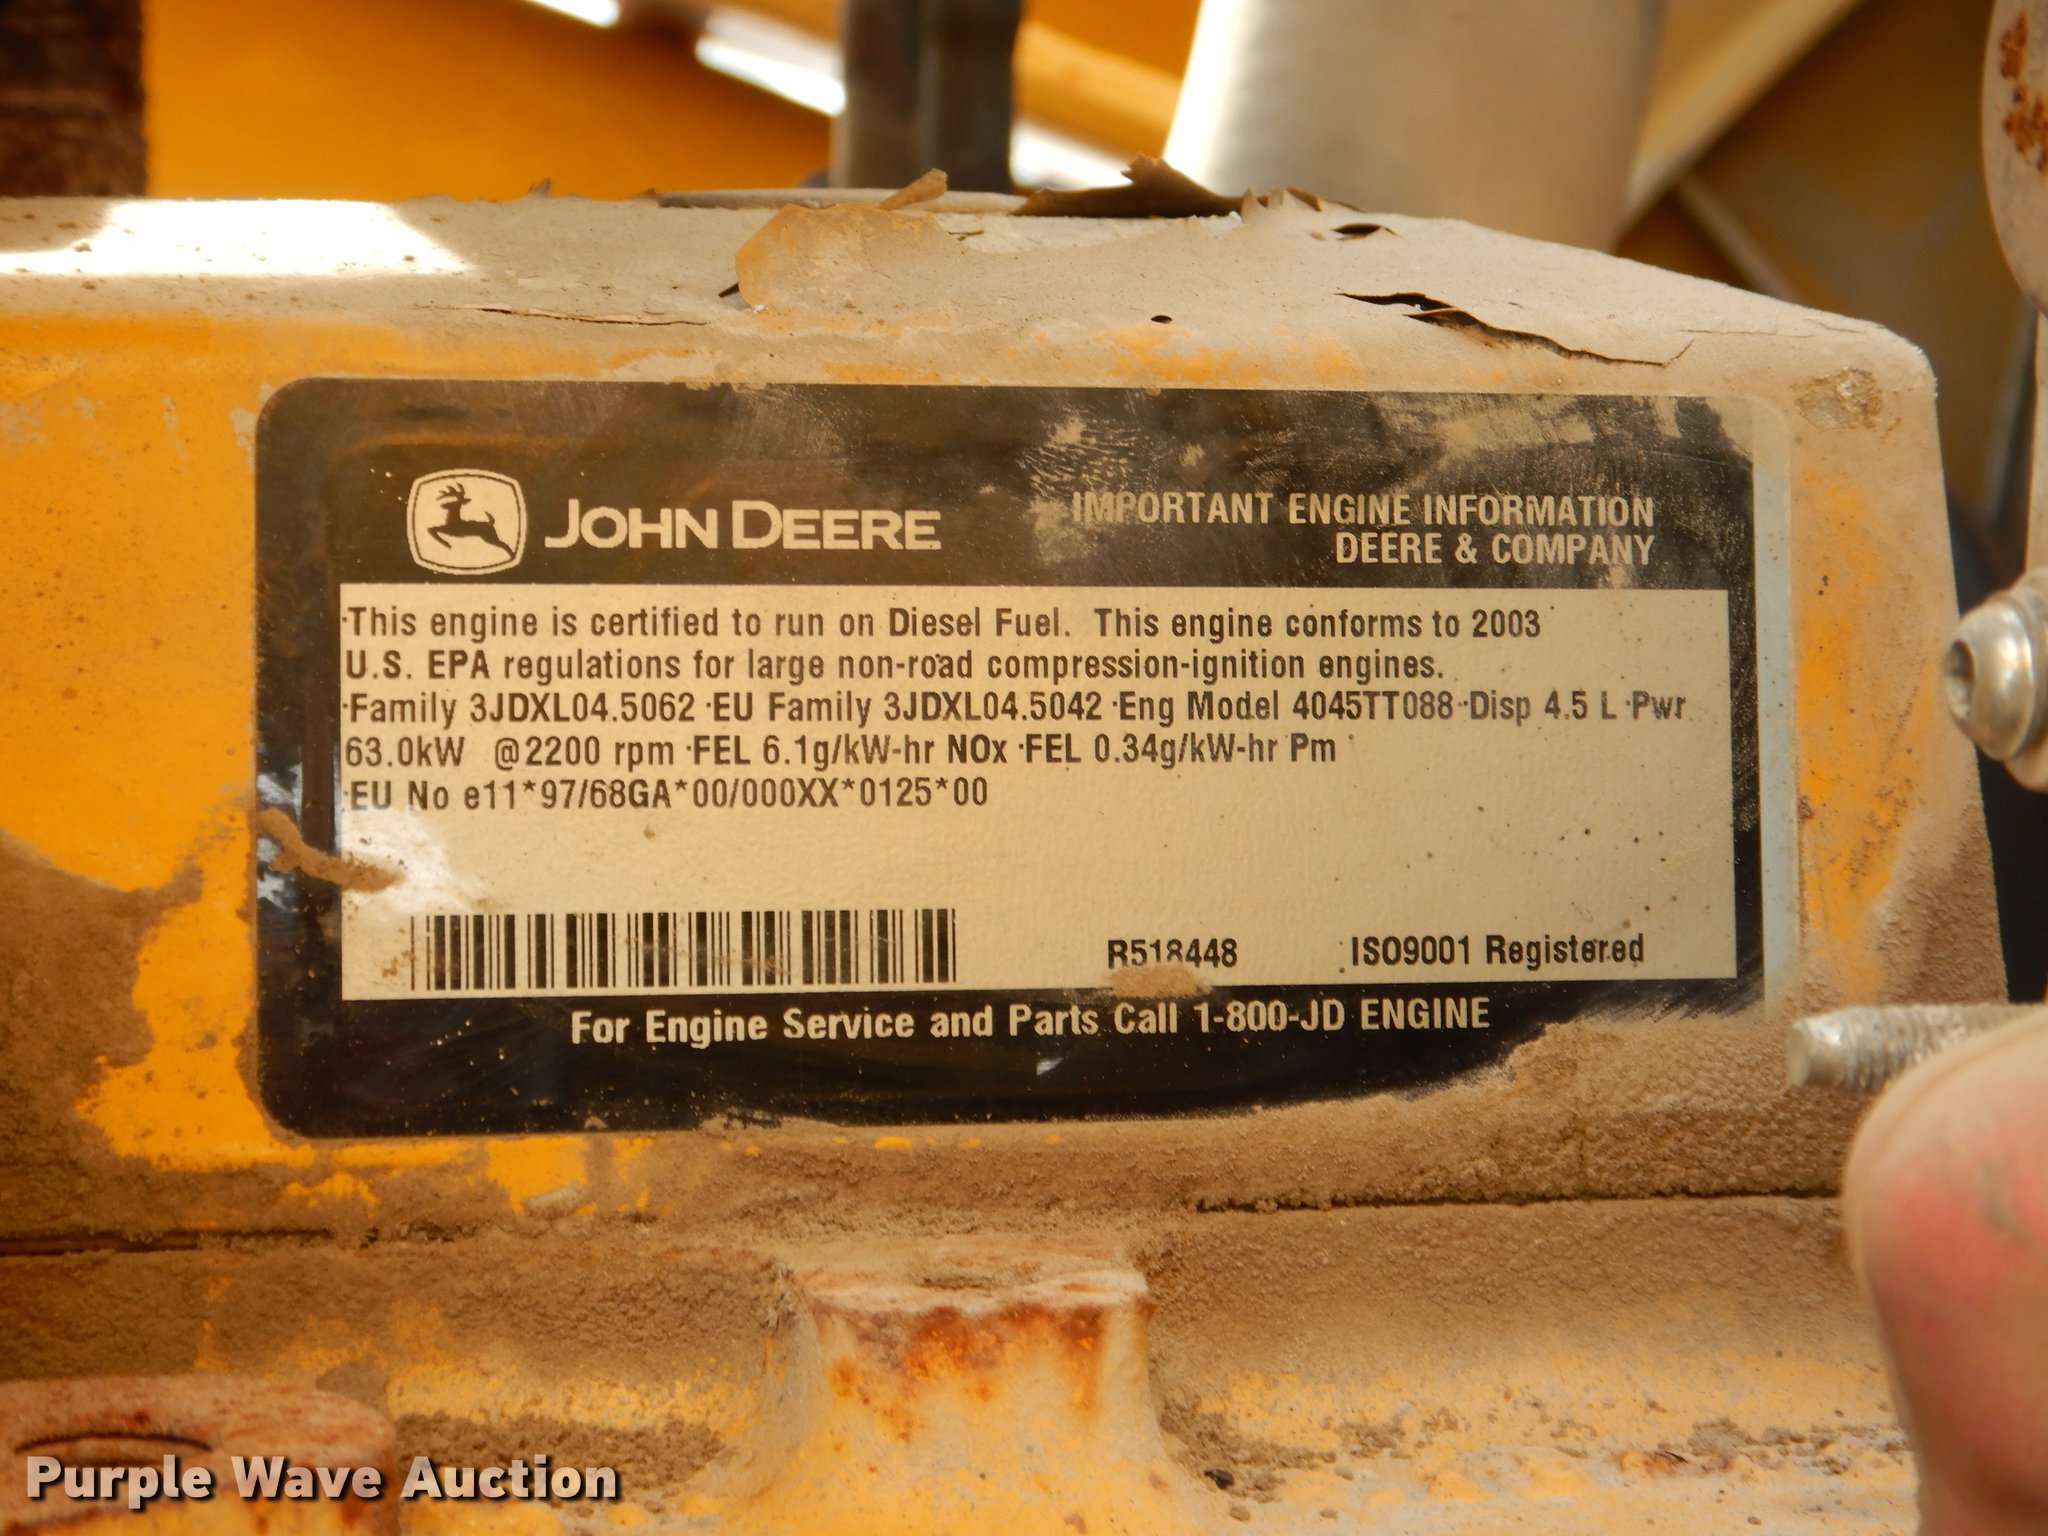 JOHN DEERE
IMPORTANT ENGINE INFORMATION
DEERE & COMPANY
·This engine is certified to run on Diesel Fuel. This engine conforms to 2003
U.S. EPA regulations for large non-road compression-ignition engines.
·Family 3JDXL04.5062 ·EU Family 3JDXL04.5042 ·Eng Model 4045TT088 ·Disp 4.5 L ·Pwr
63.0kW @2200 rpm ·FEL 6.1g/kW-hr NOx ·FEL 0.34g/kW-hr Pm
·EU No e11*97/68GA*00/000XX*0125*00
R518448 ISO9001 Registered
For Engine Service and Parts Call 1-800-JD ENGINE
Purple Wave Auction